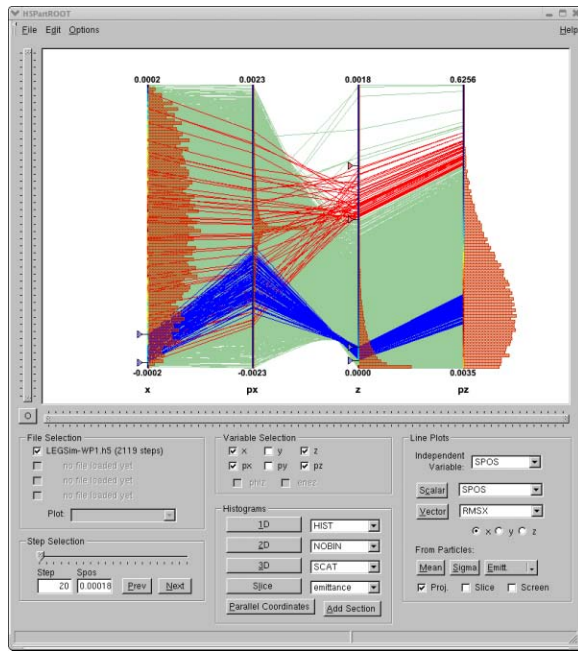 HSPartROOT
File Edit Options Help
0.0002 0.0023 0.0018 0.6256
-0.0002 -0.0023 0.0000 0.0035
x px z pz
File Selection
LEGSim-WP1.h5 (2119 steps)
no file loaded yet
no file loaded yet
no file loaded yet
Plot:
Step Selection
Step Spos
20 0.00018 Prev Next
Variable Selection
x y z
px py pz
phiz enez
Histograms
1D HIST
2D NOBIN
3D SCAT
Slice emittance
Parallel Coordinates Add Section
Line Plots
Independent
Variable: SPOS
Scalar SPOS
Vector RMSX
x y z
From Particles:
Mean Sigma Emitt.
Proj. Slice Screen